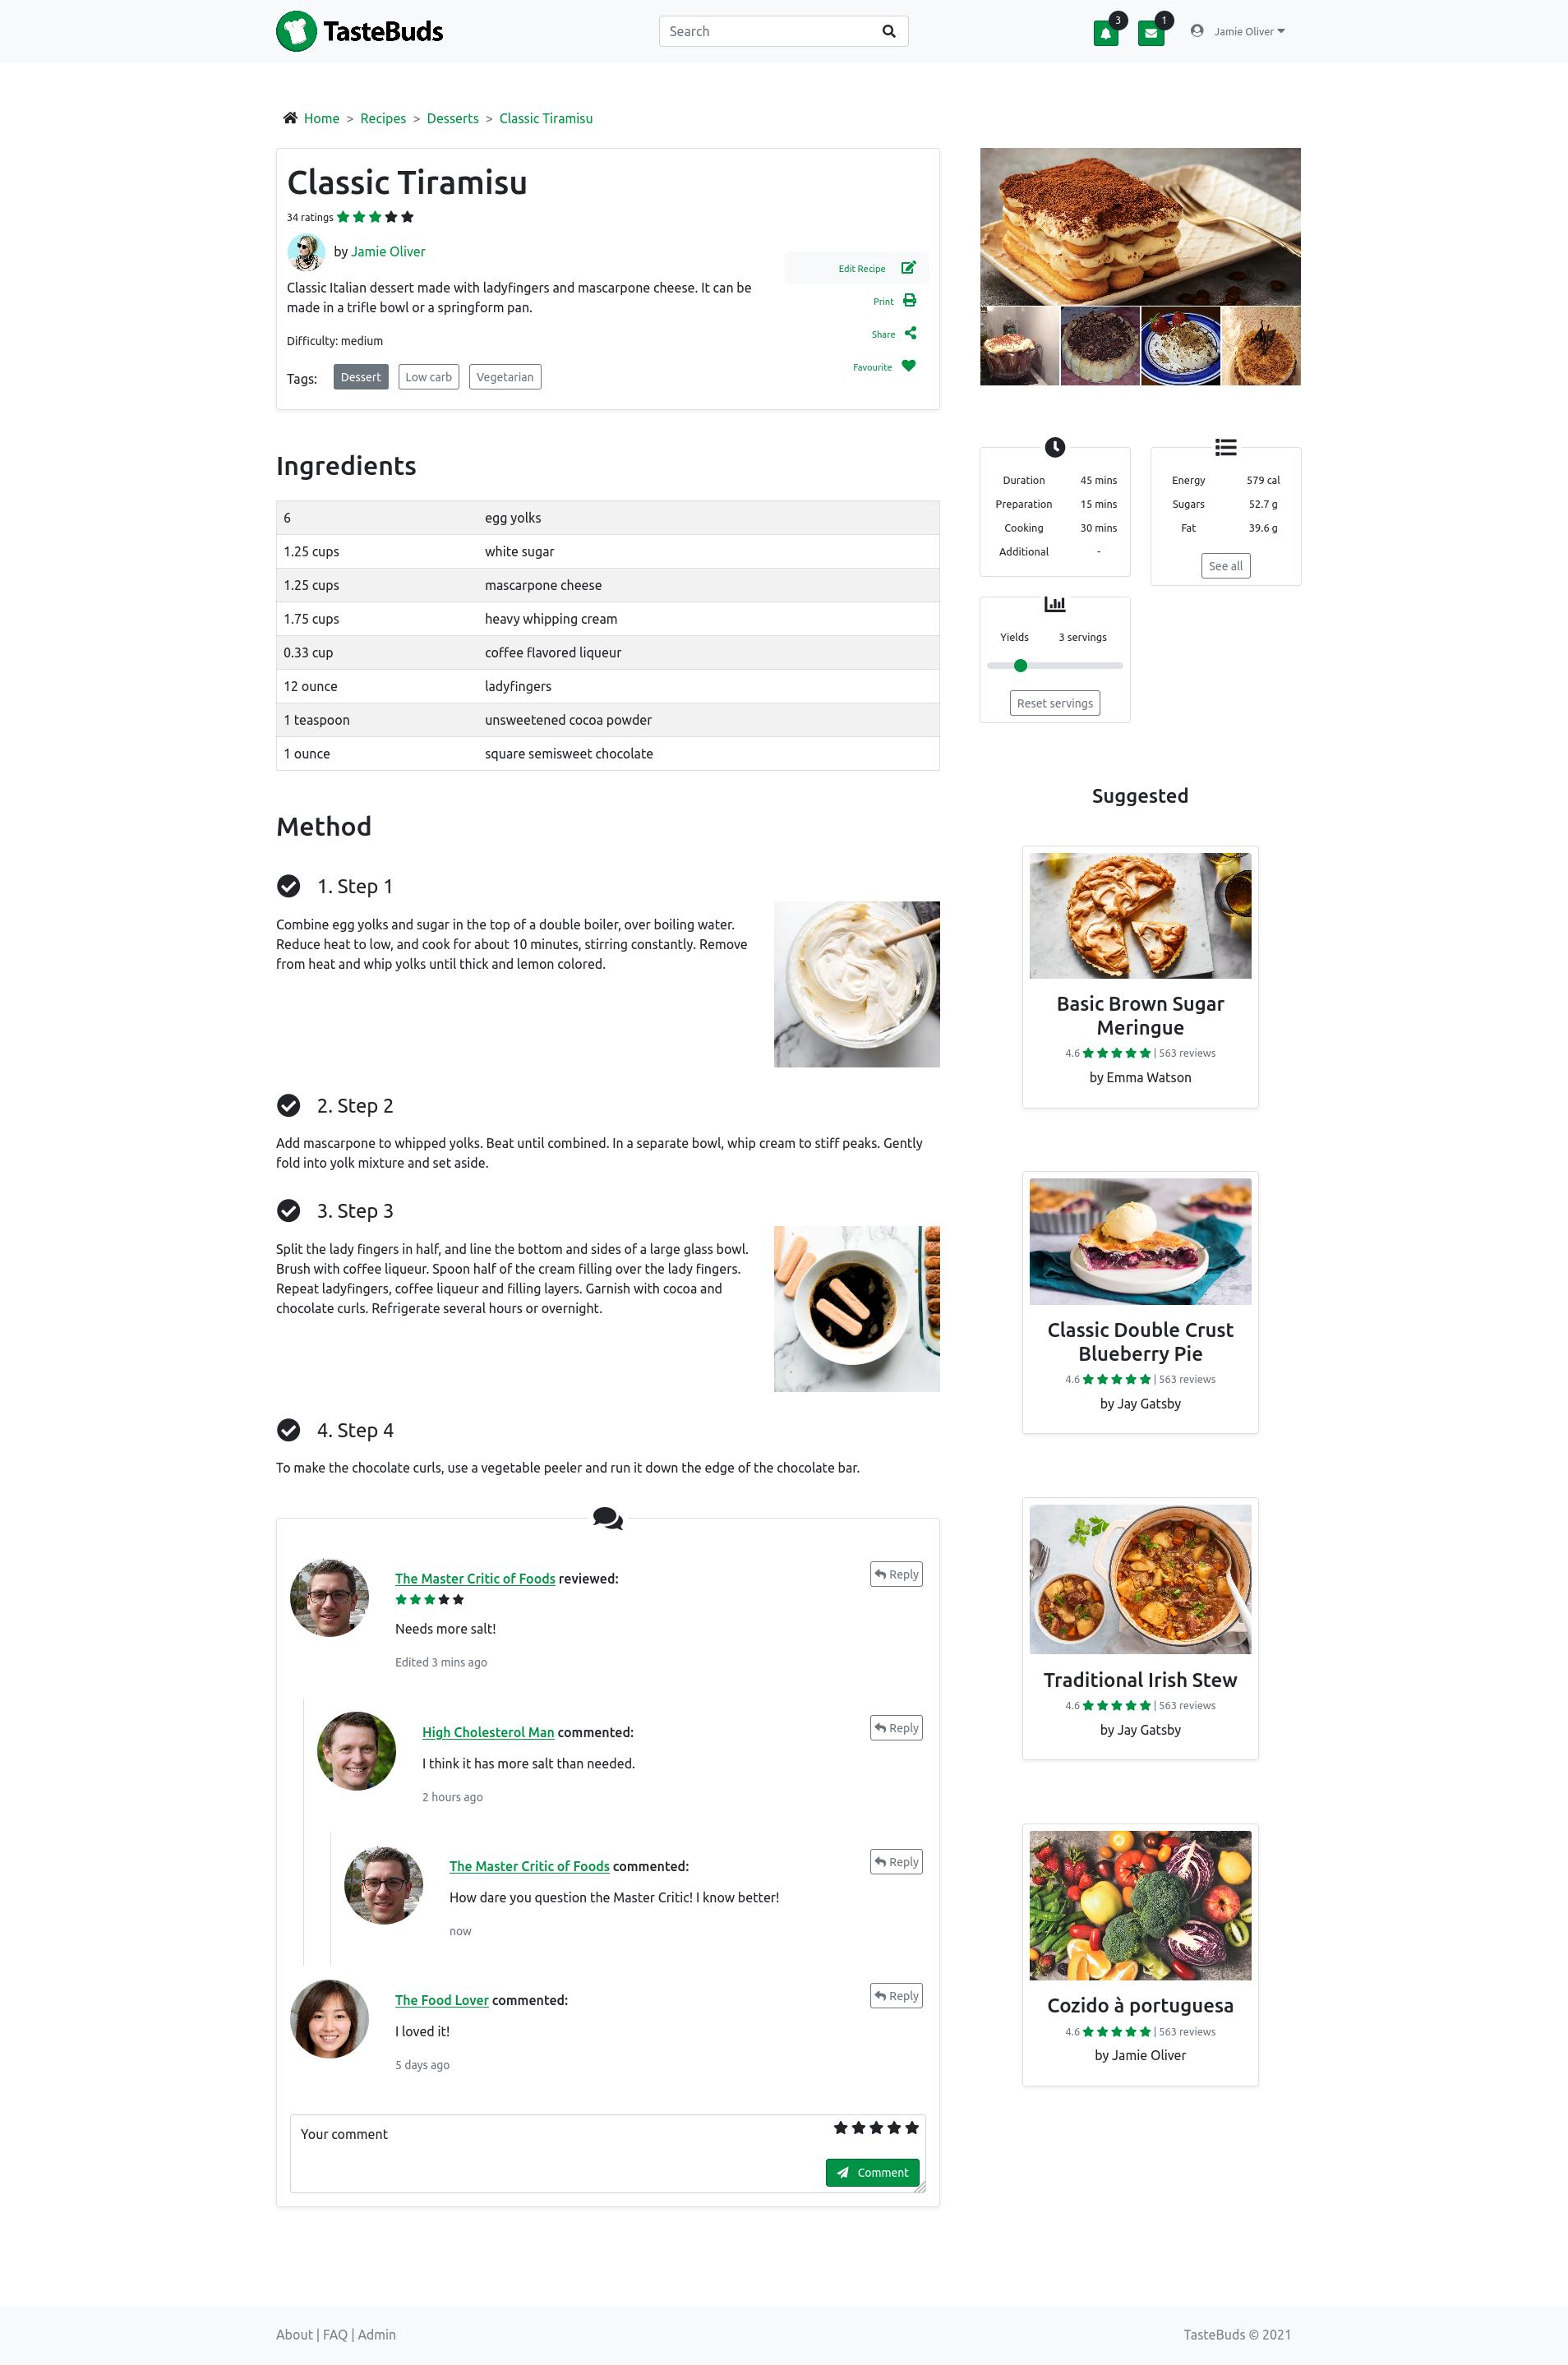 TasteBuds
Search
3
1
Jamie Oliver
Home > Recipes > Desserts > Classic Tiramisu
Classic Tiramisu
34 ratings
by Jamie Oliver
Classic Italian dessert made with ladyfingers and mascarpone cheese. It can be
made in a trifle bowl or a springform pan.
Difficulty: medium
Tags: Dessert Low carb Vegetarian
Edit Recipe
Print
Share
Favourite
Ingredients
6 egg yolks
1.25 cups white sugar
1.25 cups mascarpone cheese
1.75 cups heavy whipping cream
0.33 cup coffee flavored liqueur
12 ounce ladyfingers
1 teaspoon unsweetened cocoa powder
1 ounce square semisweet chocolate
Method
1. Step 1
Combine egg yolks and sugar in the top of a double boiler, over boiling water.
Reduce heat to low, and cook for about 10 minutes, stirring constantly. Remove
from heat and whip yolks until thick and lemon colored.
2. Step 2
Add mascarpone to whipped yolks. Beat until combined. In a separate bowl, whip cream to stiff peaks. Gently
fold into yolk mixture and set aside.
3. Step 3
Split the lady fingers in half, and line the bottom and sides of a large glass bowl.
Brush with coffee liqueur. Spoon half of the cream filling over the lady fingers.
Repeat ladyfingers, coffee liqueur and filling layers. Garnish with cocoa and
chocolate curls. Refrigerate several hours or overnight.
4. Step 4
To make the chocolate curls, use a vegetable peeler and run it down the edge of the chocolate bar.
The Master Critic of Foods reviewed:
Reply
Needs more salt!
Edited 3 mins ago
High Cholesterol Man commented:
Reply
I think it has more salt than needed.
2 hours ago
The Master Critic of Foods commented:
Reply
How dare you question the Master Critic! I know better!
now
The Food Lover commented:
Reply
I loved it!
5 days ago
Your comment
Comment
Duration 45 mins
Preparation 15 mins
Cooking 30 mins
Additional -
Energy 579 cal
Sugars 52.7 g
Fat 39.6 g
See all
Yields 3 servings
Reset servings
Suggested
Basic Brown Sugar
Meringue
4.6 | 563 reviews
by Emma Watson
Classic Double Crust
Blueberry Pie
4.6 | 563 reviews
by Jay Gatsby
Traditional Irish Stew
4.6 | 563 reviews
by Jay Gatsby
Cozido à portuguesa
4.6 | 563 reviews
by Jamie Oliver
About | FAQ | Admin
TasteBuds © 2021